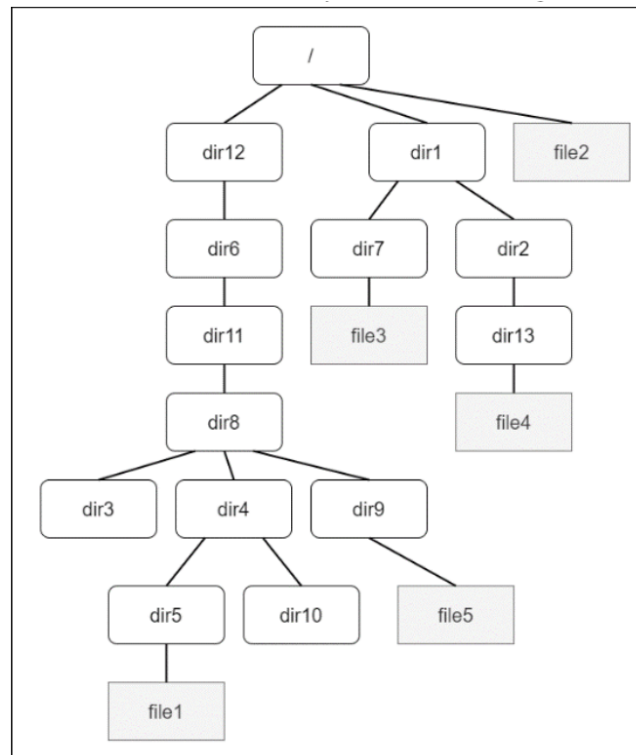 /
dir12
dir1
file2
dir6
dir7
dir2
dir11
file3
dir13
dir8
file4
dir3
dir4
dir9
dir5
dir10
file5
file1